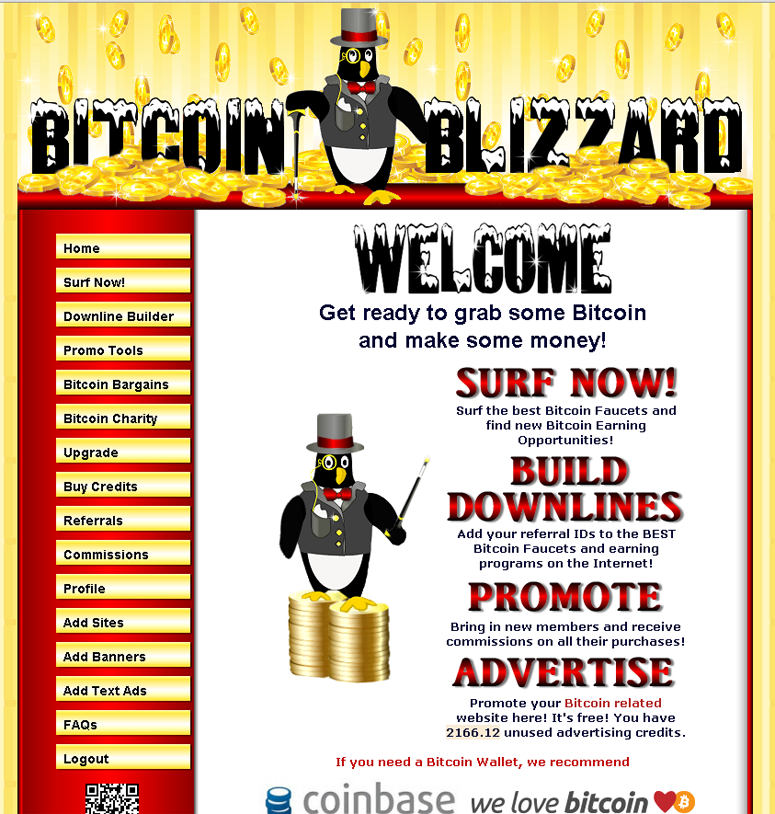 BITCOIN BLIZZARD
Home
Surf Now!
Downline Builder
Promo Tools
Bitcoin Bargains
Bitcoin Charity
Upgrade
Buy Credits
Referrals
Commissions
Profile
Add Sites
Add Banners
Add Text Ads
FAQs
Logout
WELCOME
Get ready to grab some Bitcoin
and make some money!
SURF NOW!
Surf the best Bitcoin Faucets and
find new Bitcoin Earning
Opportunities!
BUILD
DOWNLINES
Add your referral IDs to the BEST
Bitcoin Faucets and earning
programs on the Internet!
PROMOTE
Bring in new members and receive
commissions on all their purchases!
ADVERTISE
Promote your Bitcoin related
website here! It's free! You have
2166.12 unused advertising credits.
If you need a Bitcoin Wallet, we recommend
coinbase we love bitcoin